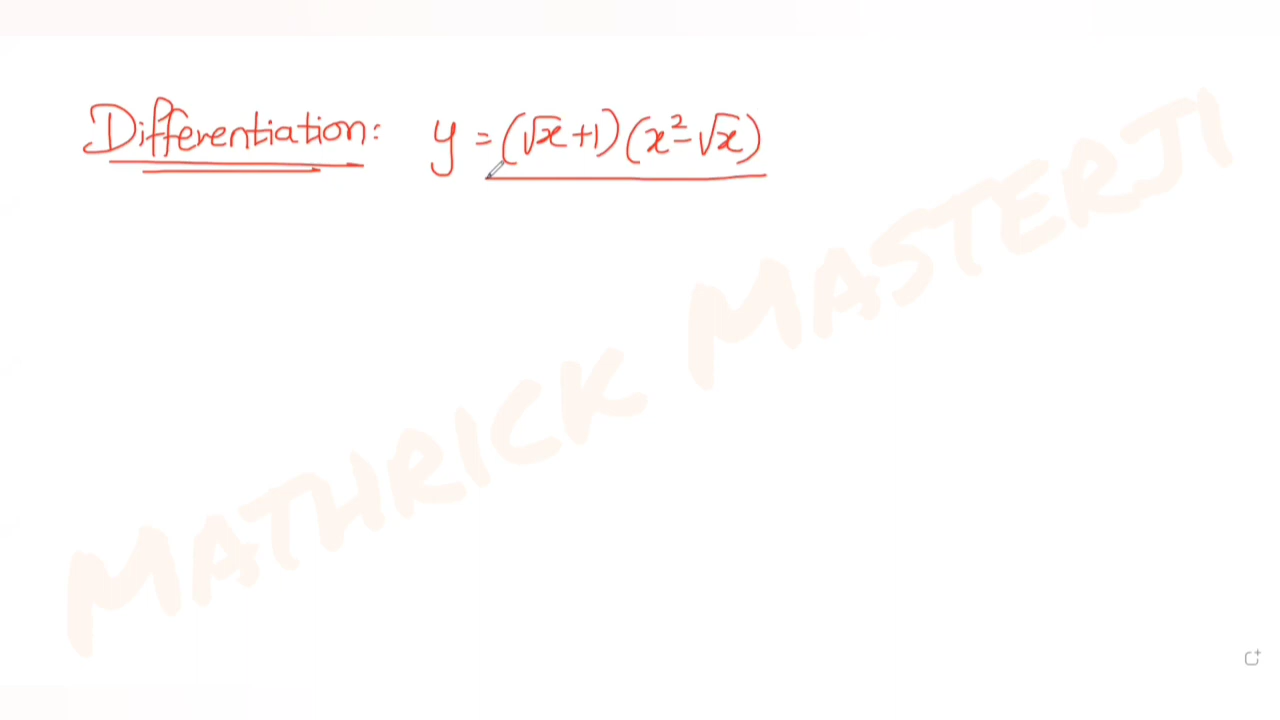 Differentiation: y = (√x +1) (x² - √x)
MATHRICK MASTERJI